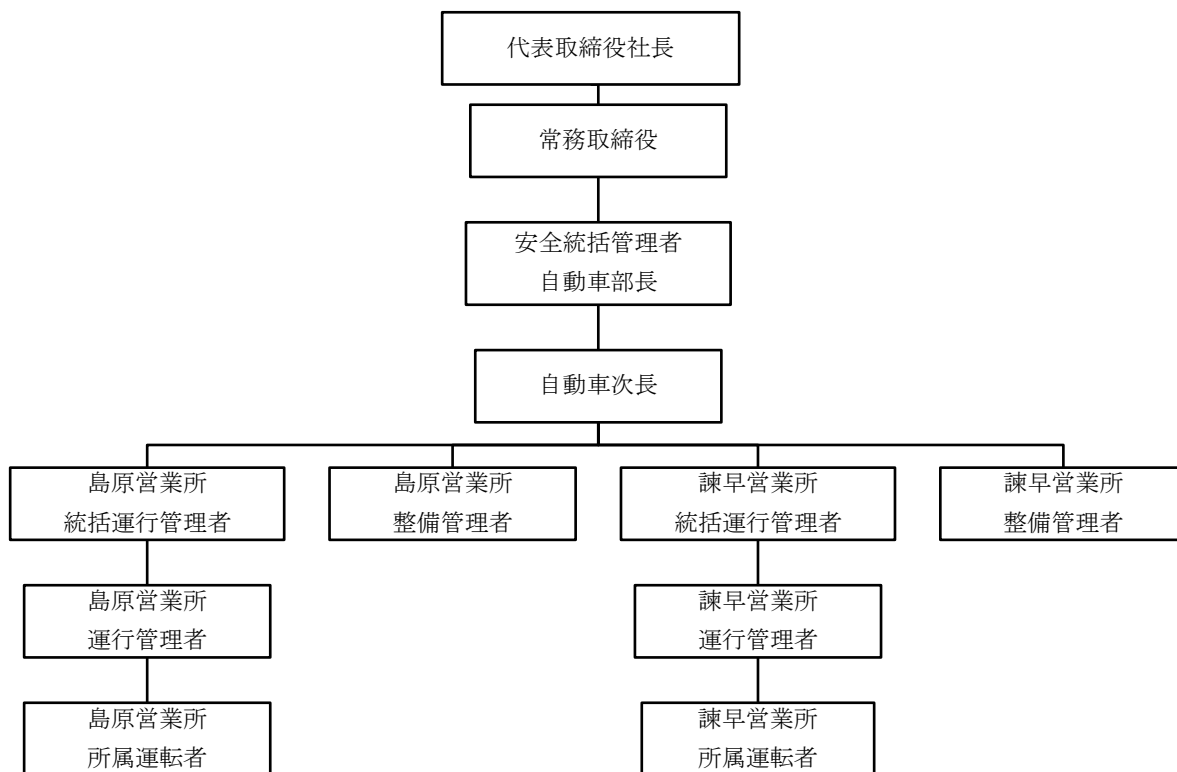 代表取締役社長
常務取締役
安全統括管理者
自動車部長
自動車次長
島原営業所
統括運行管理者
島原営業所
整備管理者
諫早営業所
統括運行管理者
諫早営業所
整備管理者
島原営業所
運行管理者
諫早営業所
運行管理者
島原営業所
所属運転者
諫早営業所
所属運転者